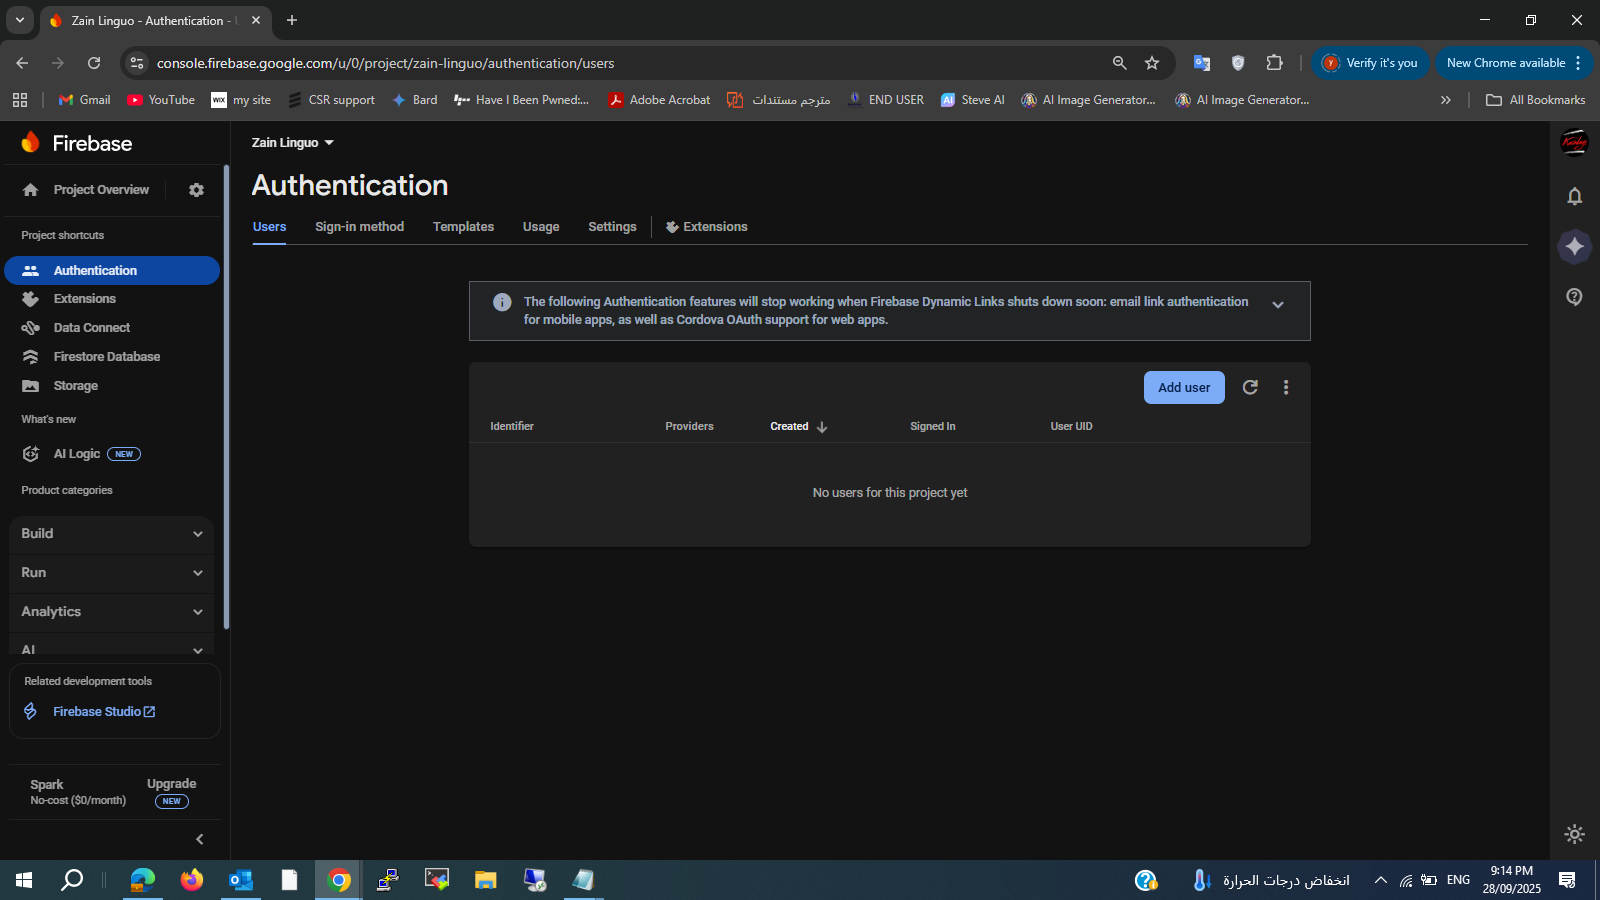 Zain Linguo - Authentication -
console.firebase.google.com/u/0/project/zain-linguo/authentication/users
Verify it's you
New Chrome available
Gmail
YouTube
WIX my site
CSR support
Bard
Have I Been Pwned:...
Adobe Acrobat
مترجم مستندات
END USER
AI Steve AI
AI Image Generator...
AI Image Generator...
All Bookmarks
Firebase
Project Overview
Project shortcuts
Authentication
Extensions
Data Connect
Firestore Database
Storage
What's new
AI Logic NEW
Product categories
Build
Run
Analytics
AI
Related development tools
Firebase Studio
Spark
No-cost ($0/month)
Upgrade
NEW
Zain Linguo
Authentication
Users
Sign-in method
Templates
Usage
Settings
Extensions
The following Authentication features will stop working when Firebase Dynamic Links shuts down soon: email link authentication
for mobile apps, as well as Cordova OAuth support for web apps.
Add user
Identifier
Providers
Created
Signed In
User UID
No users for this project yet
انخفاض درجات الحرارة
ENG
9:14 PM
28/09/2025